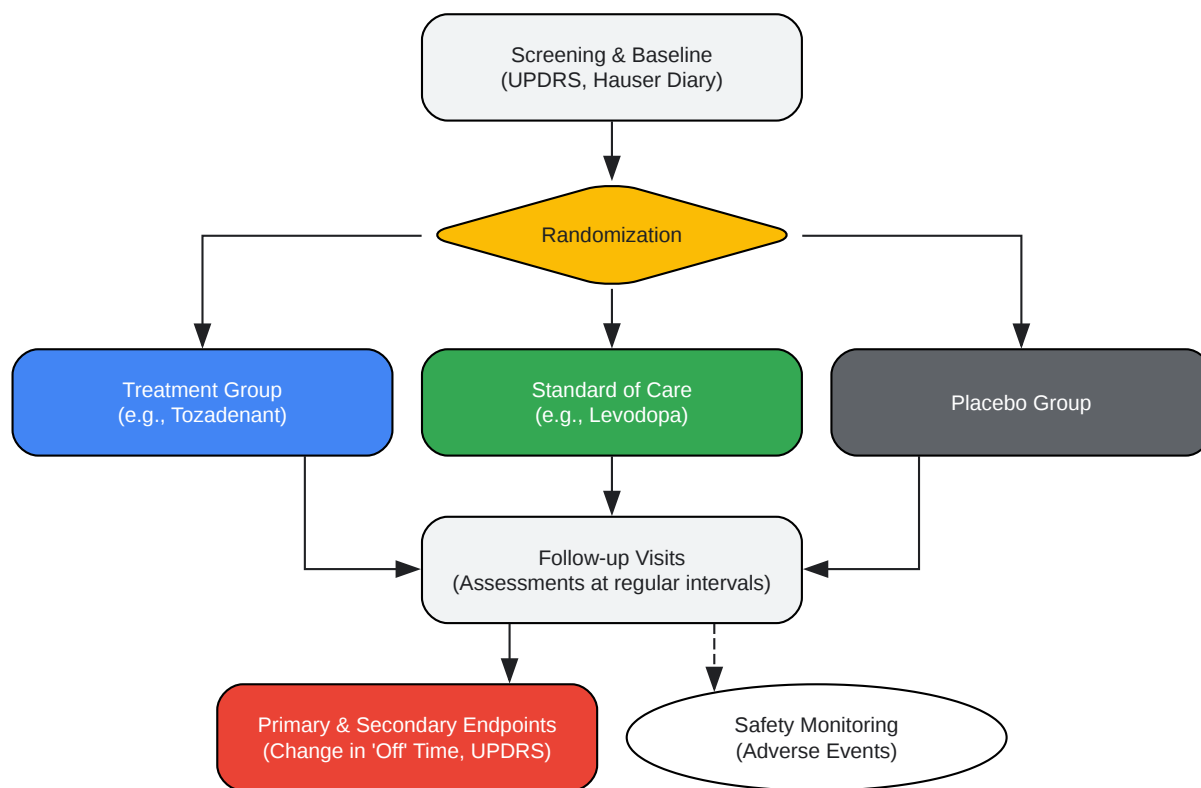 Screening & Baseline
(UPDRS, Hauser Diary)
Randomization
Treatment Group
(e.g., Tozadenant)
Standard of Care
(e.g., Levodopa)
Placebo Group
Follow-up Visits
(Assessments at regular intervals)
Primary & Secondary Endpoints
(Change in 'Off' Time, UPDRS)
Safety Monitoring
(Adverse Events)